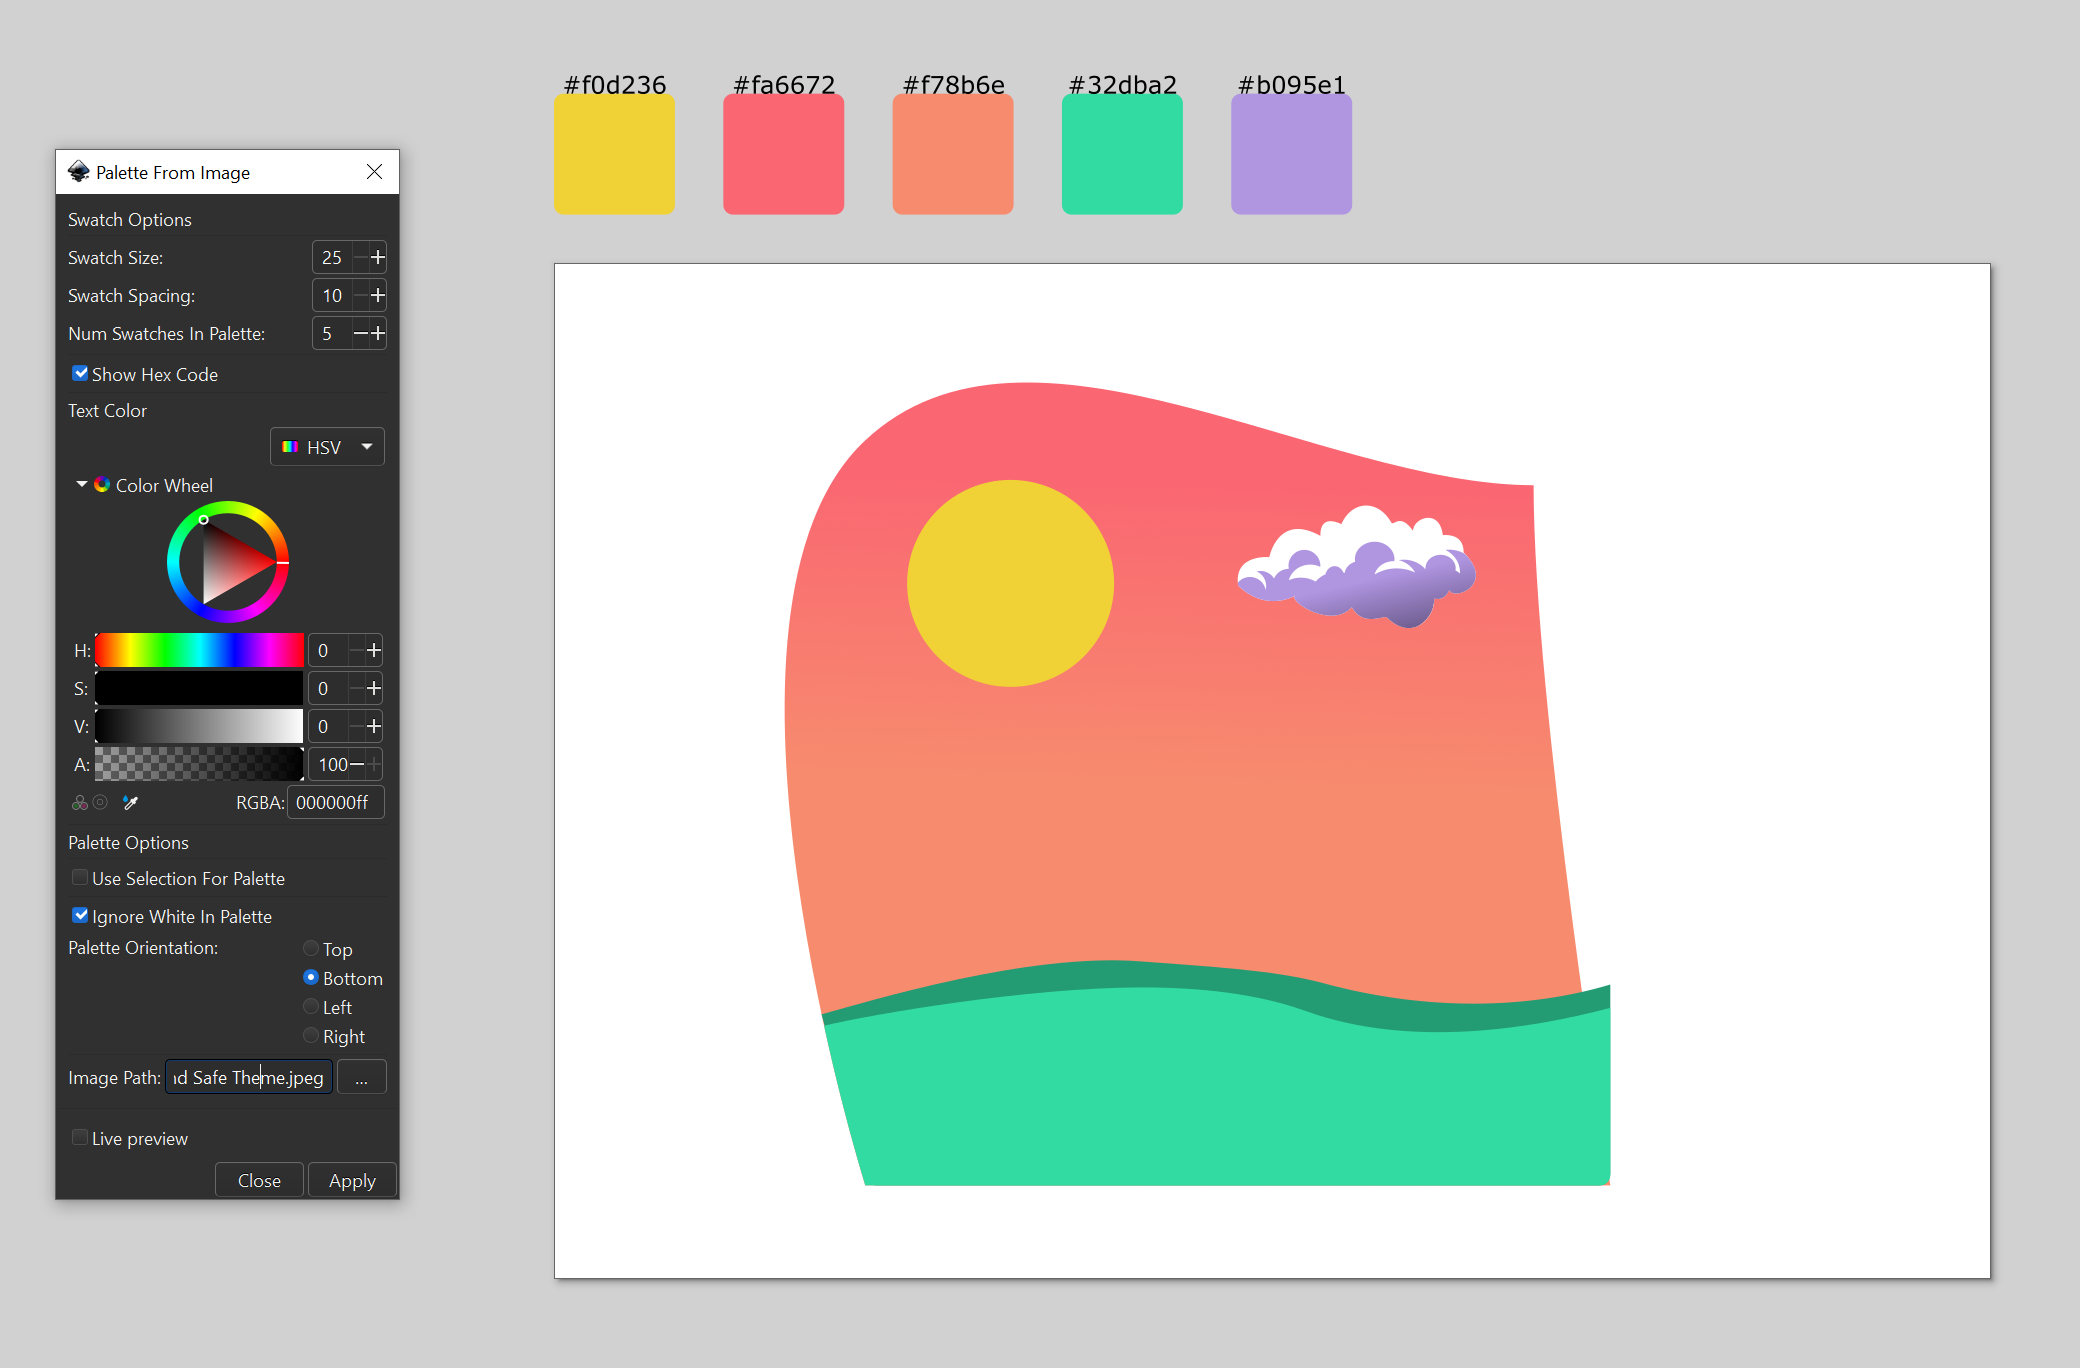 #f0d236 #fa6672 #f78b6e #32dba2 #b095e1
Palette From Image
Swatch Options
Swatch Size: 25
Swatch Spacing: 10
Num Swatches In Palette: 5
Show Hex Code
Text Color
HSV
Color Wheel
H: 0
S: 0
V: 0
A: 100
RGBA: 000000ff
Palette Options
Use Selection For Palette
Ignore White In Palette
Palette Orientation: Top
Bottom
Left
Right
Image Path: nd Safe Theme.jpeg ...
Live preview
Close Apply